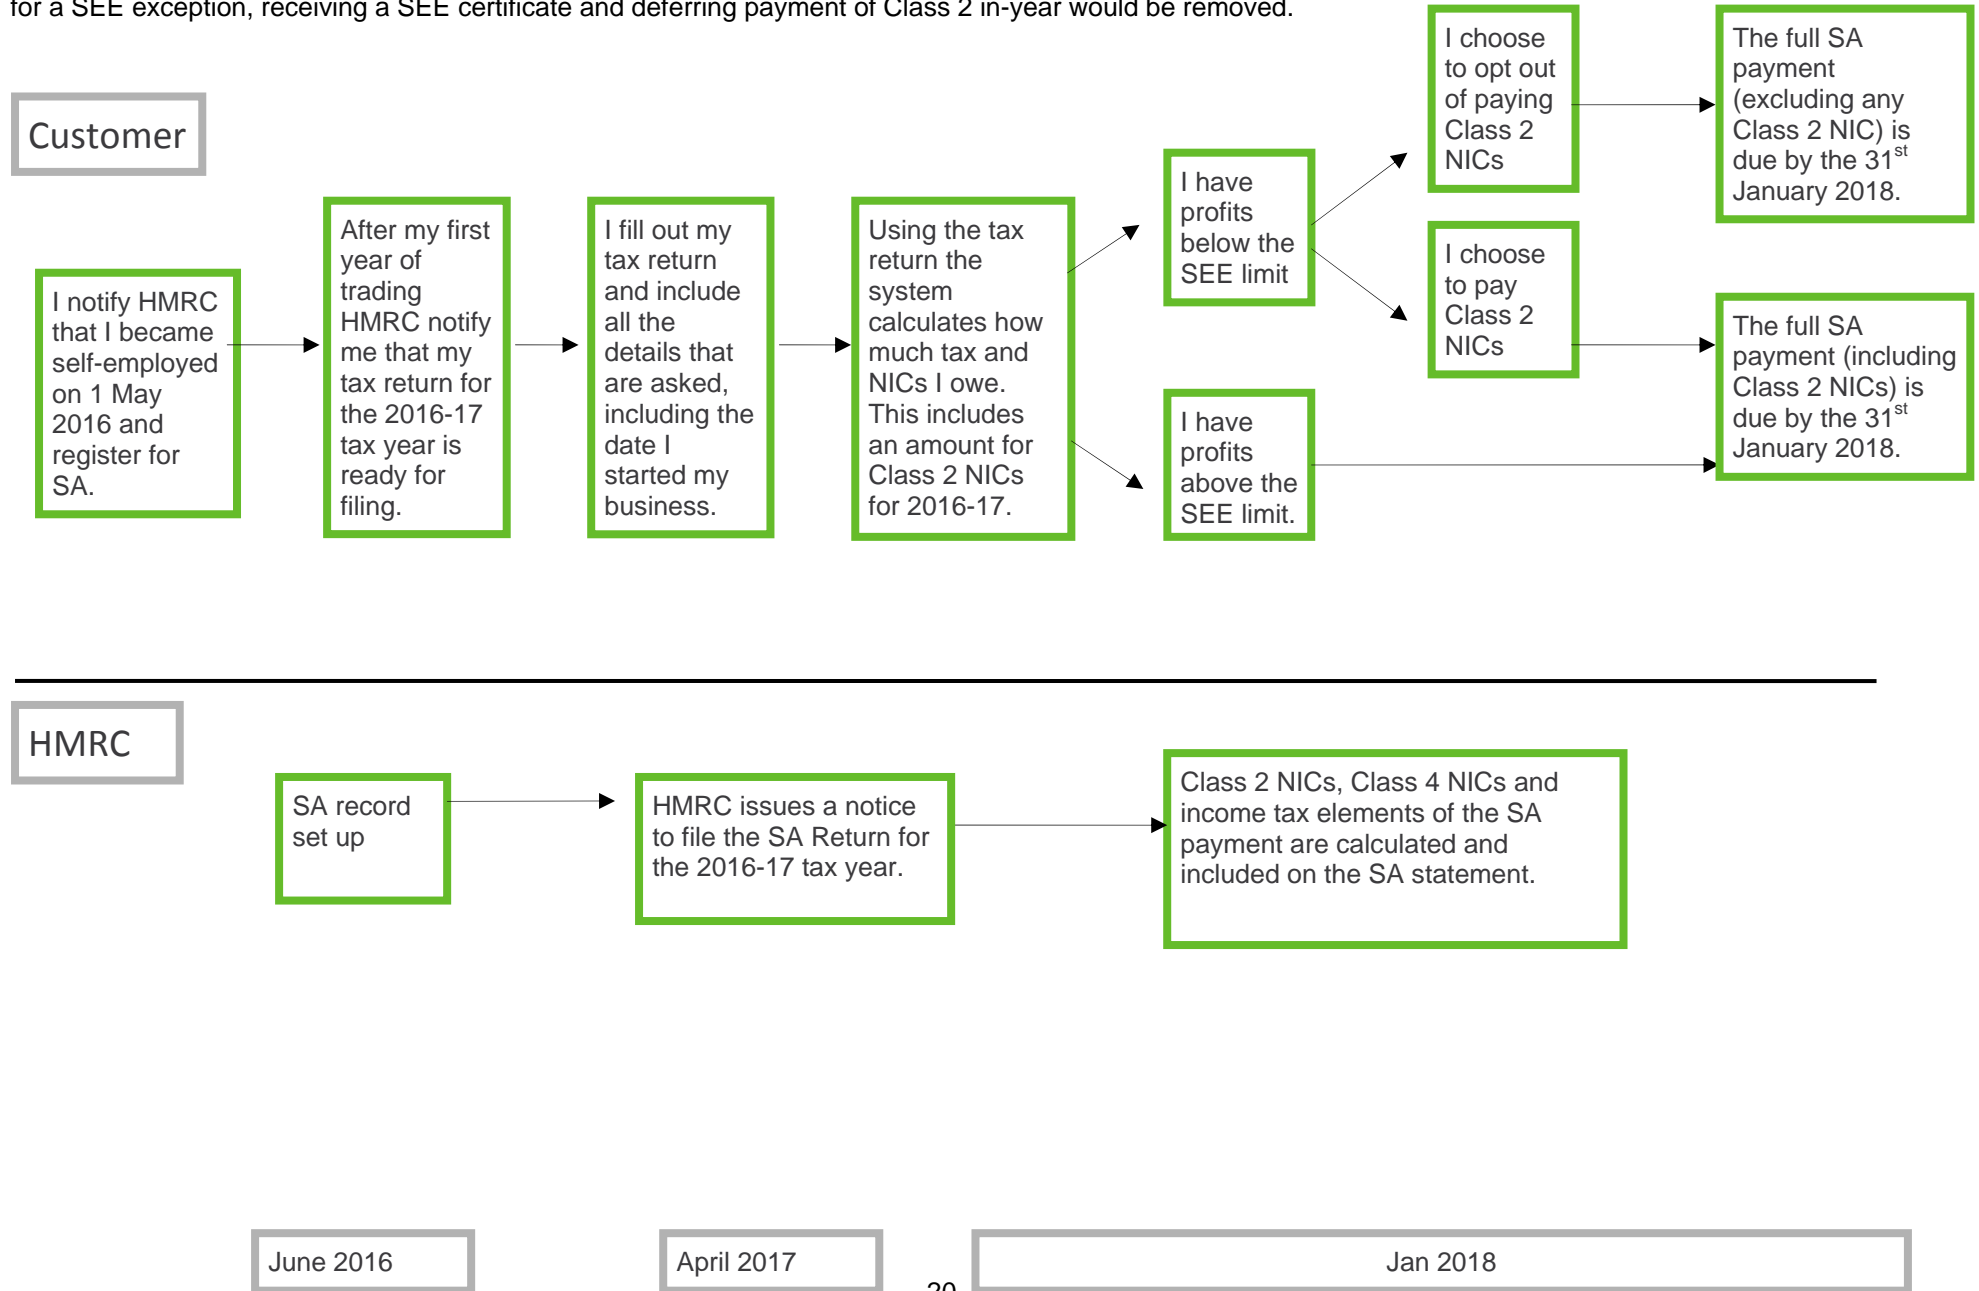 for a SEE exception, receiving a SEE certificate and deferring payment of Class 2 in-year would be removed.
Customer
I notify HMRC
that I became
self-employed
on 1 May
2016 and
register for
SA.
After my first
year of
trading
HMRC notify
me that my
tax return for
the 2016-17
tax year is
ready for
filing.
I fill out my
tax return
and include
all the
details that
are asked,
including the
date I
started my
business.
Using the tax
return the
system
calculates how
much tax and
NICs I owe.
This includes
an amount for
Class 2 NICs
for 2016-17.
I have
profits
below the
SEE limit
I have
profits
above the
SEE limit.
I choose
to opt out
of paying
Class 2
NICs
I choose
to pay
Class 2
NICs
The full SA
payment
(excluding any
Class 2 NIC) is
due by the 31st
January 2018.
The full SA
payment (including
Class 2 NICs) is
due by the 31st
January 2018.
HMRC
SA record
set up
HMRC issues a notice
to file the SA Return for
the 2016-17 tax year.
Class 2 NICs, Class 4 NICs and
income tax elements of the SA
payment are calculated and
included on the SA statement.
June 2016
April 2017
Jan 2018
20